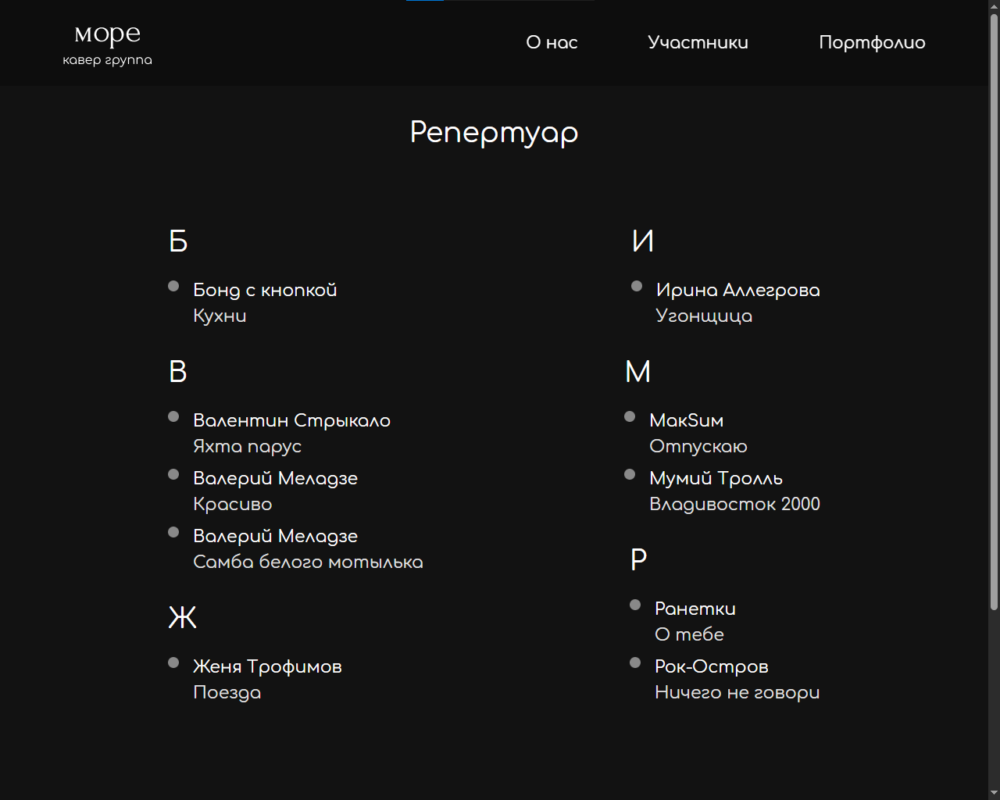 море
кавер группа
О нас
Участники
Портфолио
Репертуар
Б
Бонд с кнопкой
Кухни
В
Валентин Стрыкало
Яхта парус
Валерий Меладзе
Красиво
Валерий Меладзе
Самба белого мотылька
Ж
Женя Трофимов
Поезда
И
Ирина Аллегрова
Угонщица
М
МакSим
Отпускаю
Мумий Тролль
Владивосток 2000
Р
Ранетки
О тебе
Рок-Остров
Ничего не говори